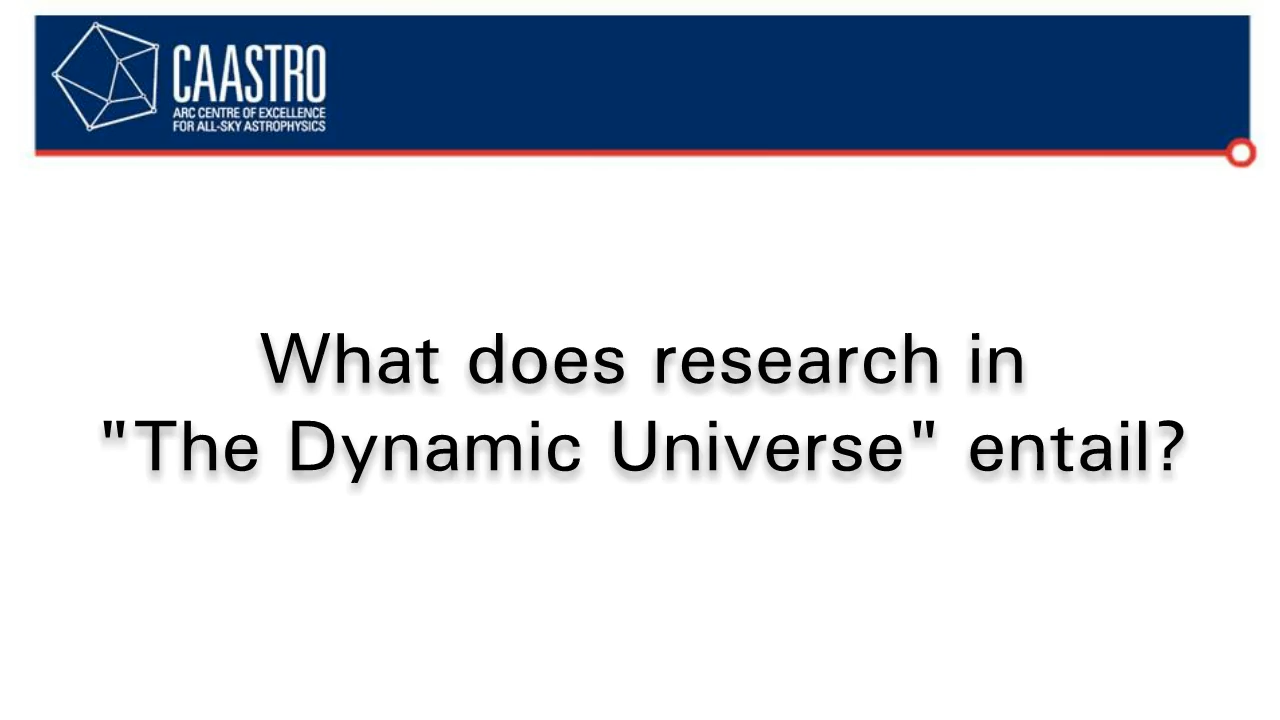 CAASTRO
ARC CENTRE OF EXCELLENCE
FOR ALL-SKY ASTROPHYSICS
What does research in
"The Dynamic Universe" entail?